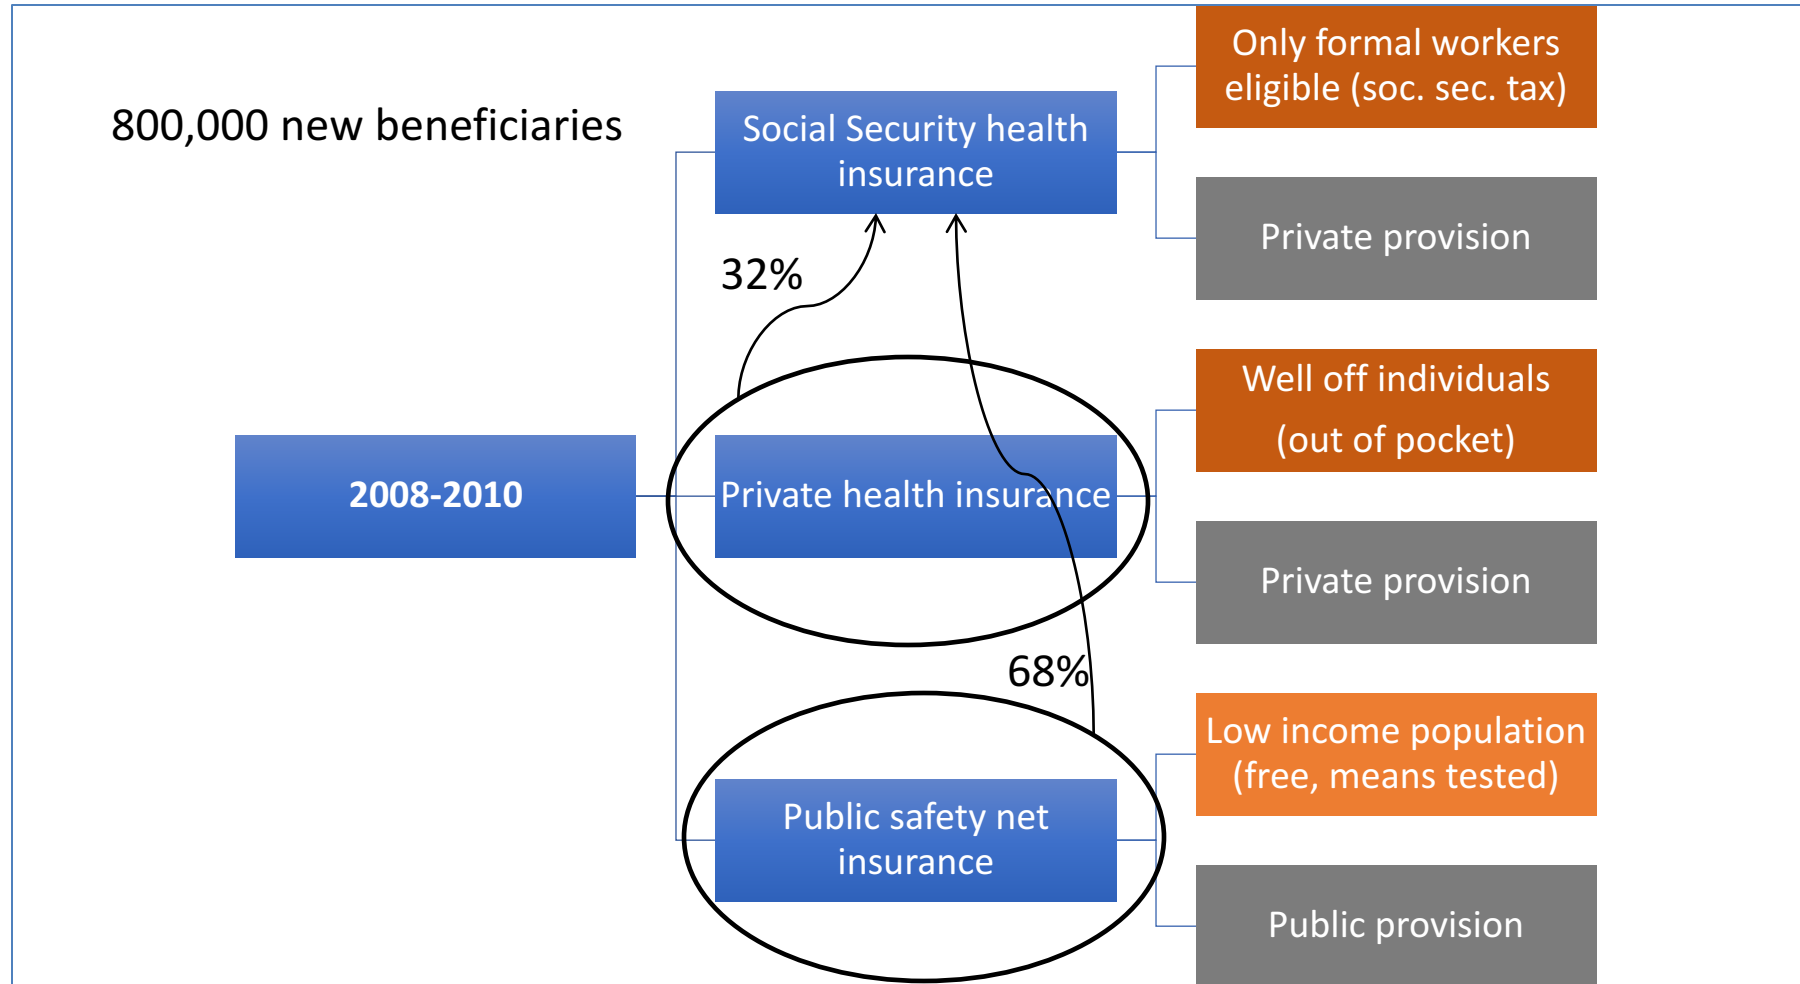 800,000 new beneficiaries
Social Security health
insurance
Only formal workers
eligible (soc. sec. tax)
Private provision
32%
2008-2010
Private health insurance
Well off individuals
(out of pocket)
Private provision
68%
Public safety net
insurance
Low income population
(free, means tested)
Public provision